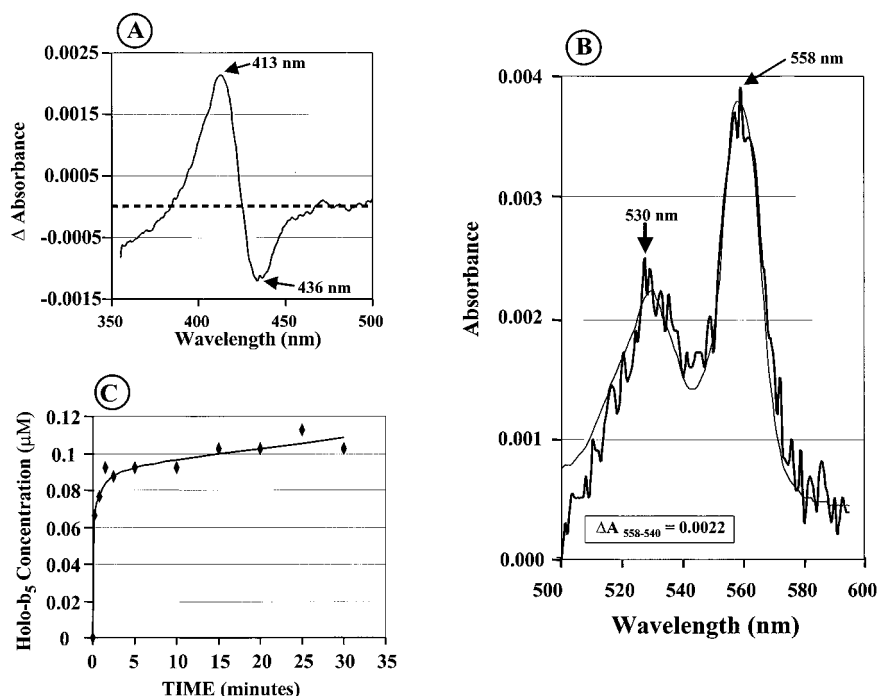 A
0.0025
0.0015
0.0005
-0.0005
-0.0015
Δ Absorbance
413 nm
436 nm
350 400 450 500
Wavelength (nm)
B
0.004
0.003
0.002
0.001
0.000
Absorbance
558 nm
530 nm
ΔA 558-540 = 0.0022
500 520 540 560 580 600
Wavelength (nm)
C
0.12
0.1
0.08
0.06
0.04
0.02
0
Holo-b5 Concentration (μM)
0 5 10 15 20 25 30 35
TIME (minutes)